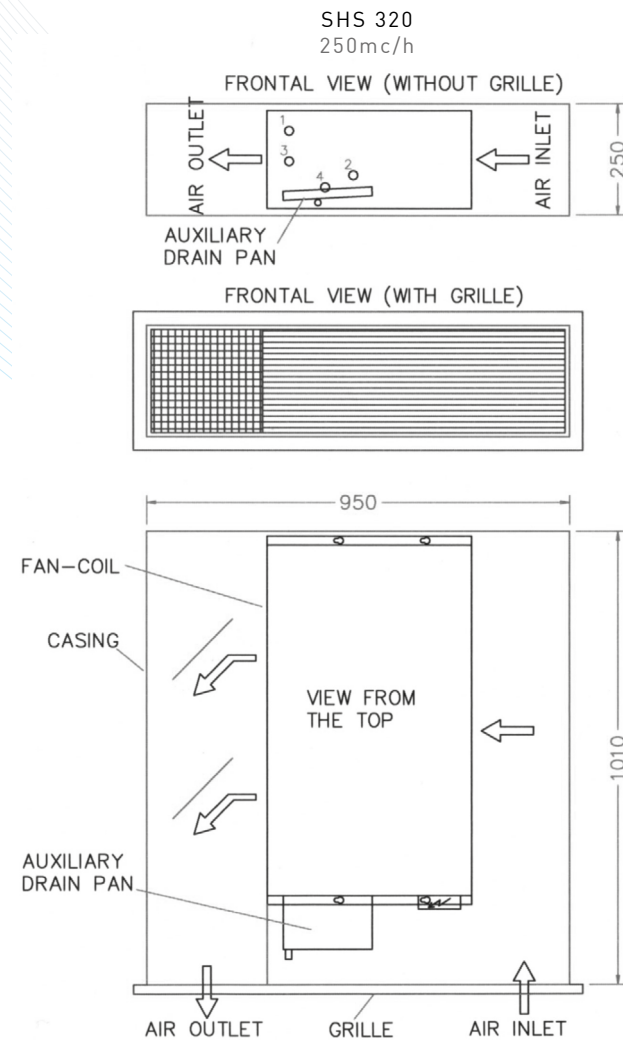 SHS 320
250mc/h
FRONTAL VIEW (WITHOUT GRILLE)
AIR OUTLET
1
3
2
4
AIR INLET
250
AUXILIARY
DRAIN PAN
FRONTAL VIEW (WITH GRILLE)
950
FAN-COIL
CASING
VIEW FROM
THE TOP
1010
AUXILIARY
DRAIN PAN
AIR OUTLET
GRILLE
AIR INLET